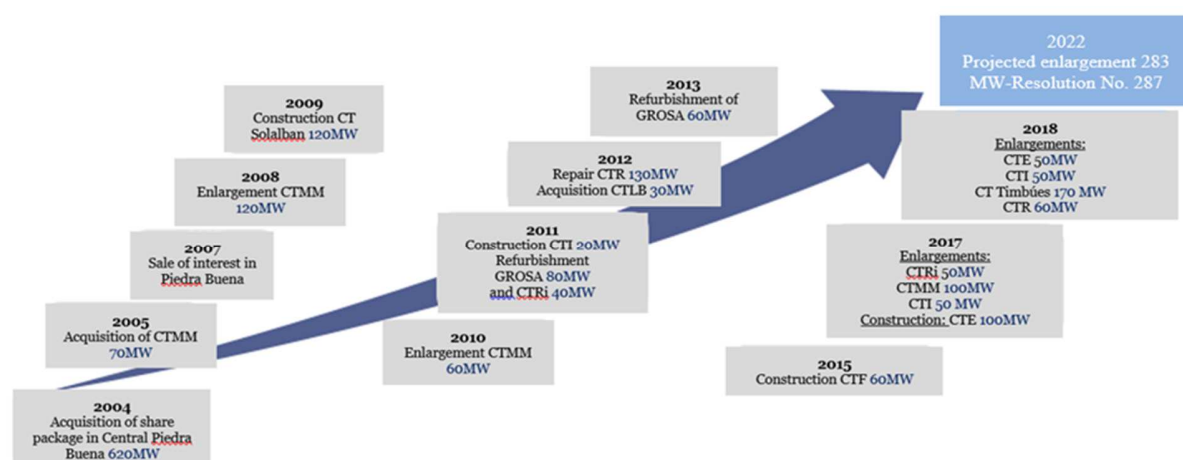 2004
Acquisition of share
package in Central Piedra
Buena 620MW
2005
Acquisition of CTMM
70MW
2007
Sale of interest in
Piedra Buena
2008
Enlargement CTMM
120MW
2009
Construction CT
Solalban 120MW
2010
Enlargement CTMM
60MW
2011
Construction CTI 20MW
Refurbishment
GROSA 80MW
and CTRi 40MW
2012
Repair CTR 130MW
Acquisition CTLB 30MW
2013
Refurbishment of
GROSA 60MW
2015
Construction CTF 60MW
2017
Enlargements:
CTRi 50MW
CTMM 100MW
CTI 50 MW
Construction: CTE 100MW
2018
Enlargements:
CTE 50MW
CTI 50MW
CT Timbúes 170 MW
CTR 60MW
2022
Projected enlargement 283
MW-Resolution No. 287